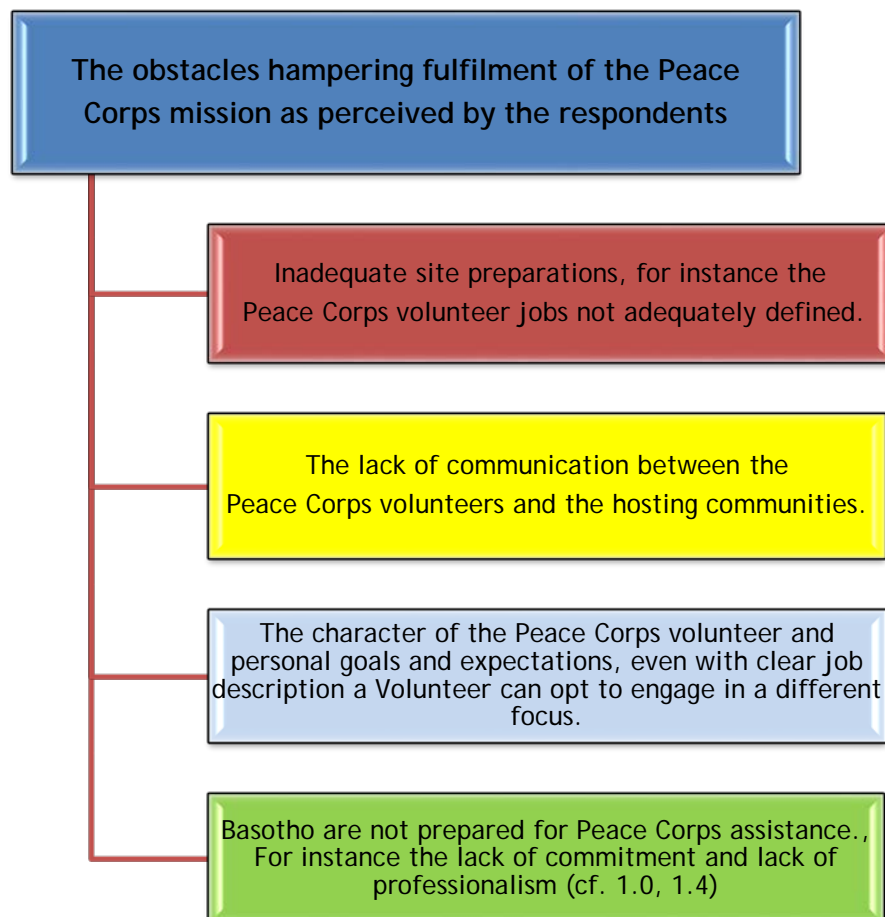 The obstacles hampering fulfilment of the Peace
Corps mission as perceived by the respondents
Inadequate site preparations, for instance the
Peace Corps volunteer jobs not adequately defined.
The lack of communication between the
Peace Corps volunteers and the hosting communities.
The character of the Peace Corps volunteer and
personal goals and expectations, even with clear job
description a Volunteer can opt to engage in a different
focus.
Basotho are not prepared for Peace Corps assistance.,
For instance the lack of commitment and lack of
professionalism (cf. 1.0, 1.4)